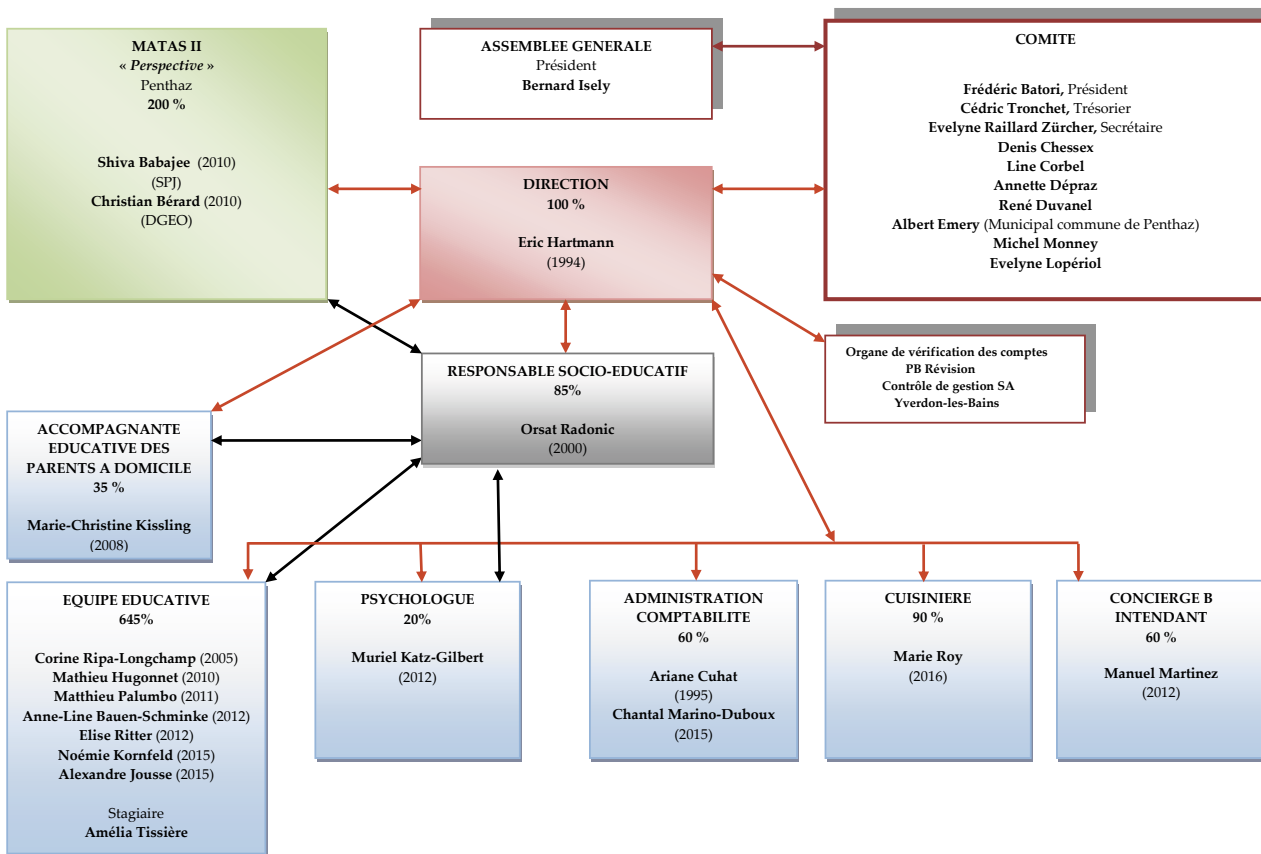 MATAS II
« Perspective »
Penthaz
200 %
Shiva Babajee (2010)
(SPJ)
Christian Bérard (2010)
(DGEO)
ASSEMBLEE GENERALE
Président
Bernard Isely
COMITE
Frédéric Batori, Président
Cédric Tronchet, Trésorier
Evelyne Raillard Zürcher, Secrétaire
Denis Chessex
Line Corbel
Annette Dépraz
René Duvanel
Albert Emery (Municipal commune de Penthaz)
Michel Monney
Evelyne Lopériol
DIRECTION
100 %
Eric Hartmann
(1994)
Organe de vérification des comptes
PB Révision
Contrôle de gestion SA
Yverdon-les-Bains
RESPONSABLE SOCIO-EDUCATIF
85%
Orsat Radonic
(2000)
ACCOMPAGNANTE
EDUCATIVE DES
PARENTS A DOMICILE
35 %
Marie-Christine Kissling
(2008)
EQUIPE EDUCATIVE
645%
Corine Ripa-Longchamp (2005)
Mathieu Hugonnet (2010)
Matthieu Palumbo (2011)
Anne-Line Bauen-Schminke (2012)
Elise Ritter (2012)
Noémie Kornfeld (2015)
Alexandre Jousse (2015)
Stagiaire
Amélia Tissière
PSYCHOLOGUE
20%
Muriel Katz-Gilbert
(2012)
ADMINISTRATION
COMPTABILITE
60 %
Ariane Cuhat
(1995)
Chantal Marino-Duboux
(2015)
CUISINIERE
90 %
Marie Roy
(2016)
CONCIERGE B
INTENDANT
60 %
Manuel Martinez
(2012)